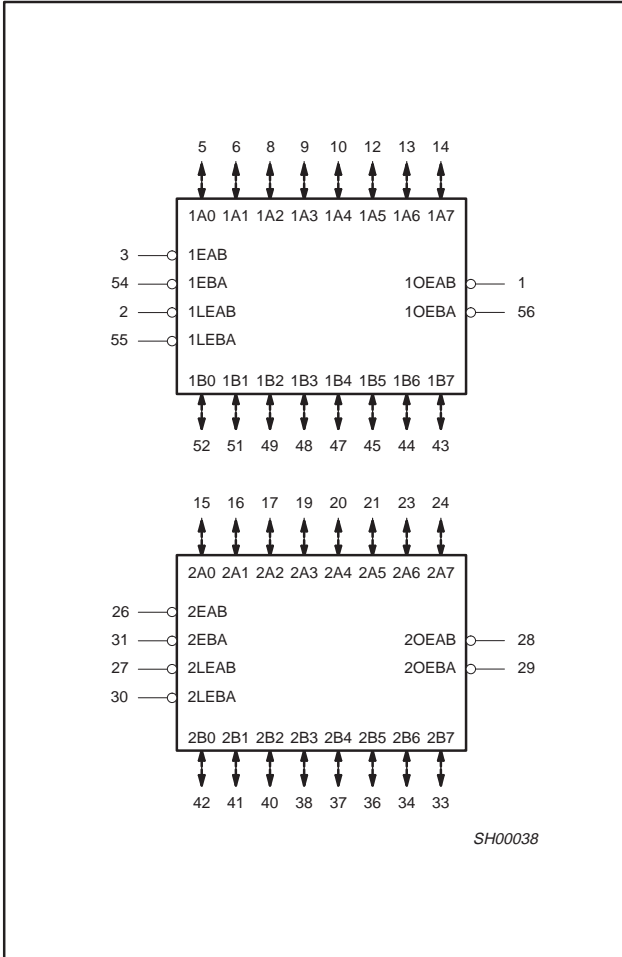 5 6 8 9 10 12 13 14
1A0 1A1 1A2 1A3 1A4 1A5 1A6 1A7
3 1EAB
54 1EBA 1OEAB 1
2 1LEAB 1OEBA 56
55 1LEBA
1B0 1B1 1B2 1B3 1B4 1B5 1B6 1B7
52 51 49 48 47 45 44 43
15 16 17 19 20 21 23 24
2A0 2A1 2A2 2A3 2A4 2A5 2A6 2A7
26 2EAB
31 2EBA 2OEAB 28
27 2LEAB 2OEBA 29
30 2LEBA
2B0 2B1 2B2 2B3 2B4 2B5 2B6 2B7
42 41 40 38 37 36 34 33
SH00038